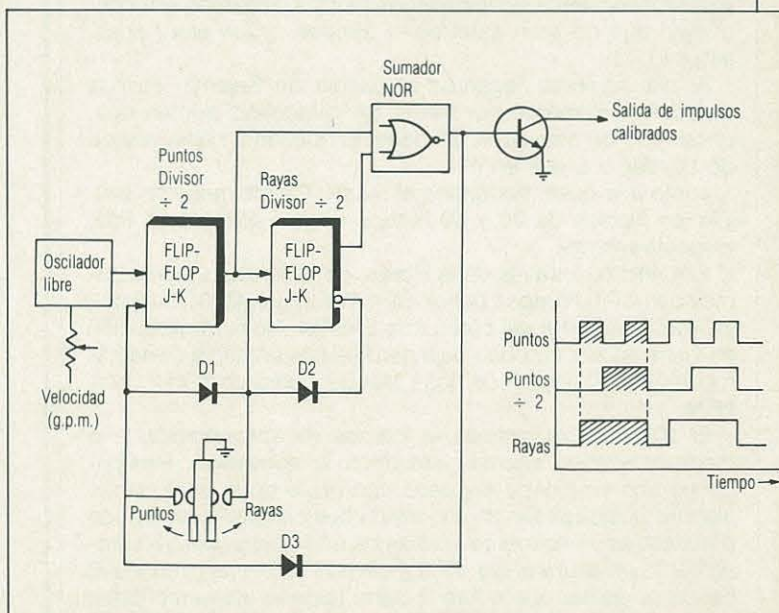 Sumador
NOR
Salida de impulsos
calibrados
Puntos
Divisor
÷ 2
Rayas
Divisor
÷ 2
Oscilador
libre
FLIP-
FLOP
J-K
FLIP-
FLOP
J-K
Velocidad
(g.p.m.)
D1
D2
Puntos
Rayas
D3
Puntos
Puntos
÷ 2
Rayas
Tiempo